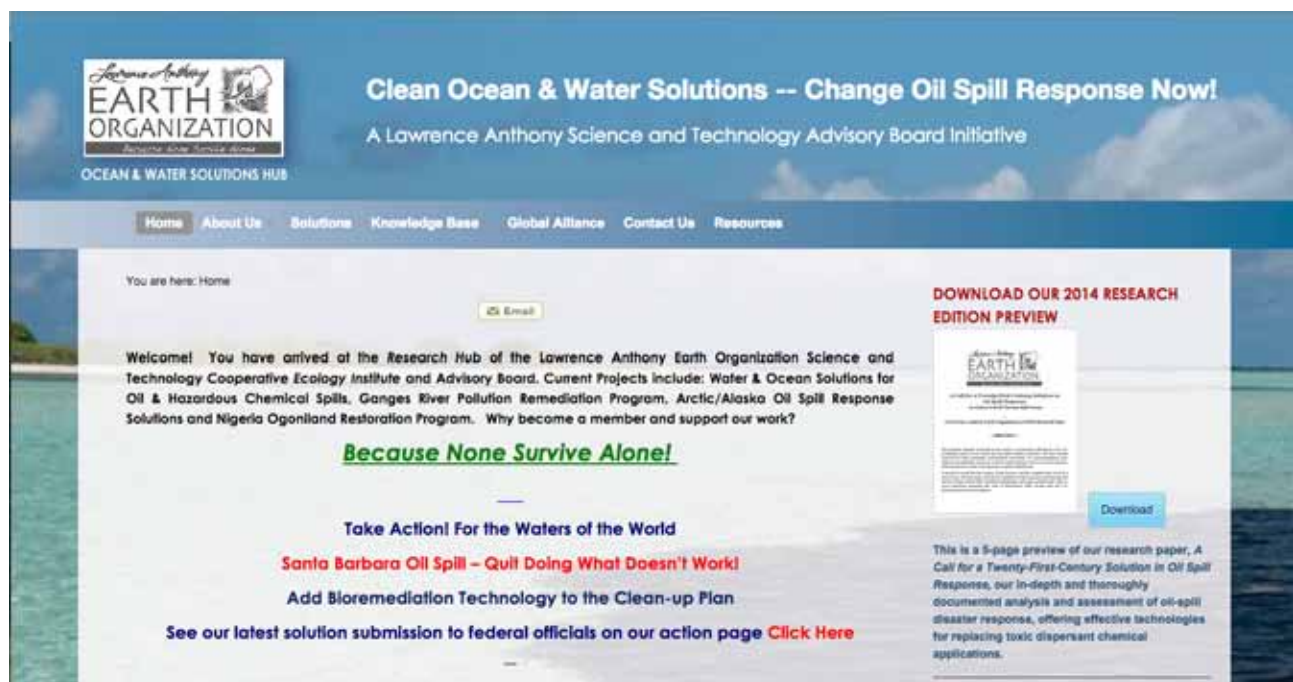 Lawrence Anthony
EARTH
ORGANIZATION
OCEAN & WATER SOLUTIONS HUB
Clean Ocean & Water Solutions -- Change Oil Spill Response Now!
A Lawrence Anthony Science and Technology Advisory Board Initiative
Home About Us Solutions Knowledge Base Global Alliance Contact Us Resources
You are here: Home
Email
Welcome! You have arrived at the Research Hub of the Lawrence Anthony Earth Organization Science and
Technology Cooperative Ecology Institute and Advisory Board. Current Projects include: Water & Ocean Solutions for
Oil & Hazardous Chemical Spills, Ganges River Pollution Remediation Program, Arctic/Alaska Oil Spill Response
Solutions and Nigeria Ogoniland Restoration Program. Why become a member and support our work?
Because None Survive Alone!
Take Action! For the Waters of the World
Santa Barbara Oil Spill – Quit Doing What Doesn't Work!
Add Bioremediation Technology to the Clean-up Plan
See our latest solution submission to federal officials on our action page Click Here
DOWNLOAD OUR 2014 RESEARCH
EDITION PREVIEW
EARTH
ORGANIZATION
Download
This is a 5-page preview of our research paper, A
Call for a Twenty-First-Century Solution in Oil Spill
Response, our in-depth and thoroughly
documented analysis and assessment of oil-spill
disaster response, offering effective technologies
for replacing toxic dispersant chemical
applications.